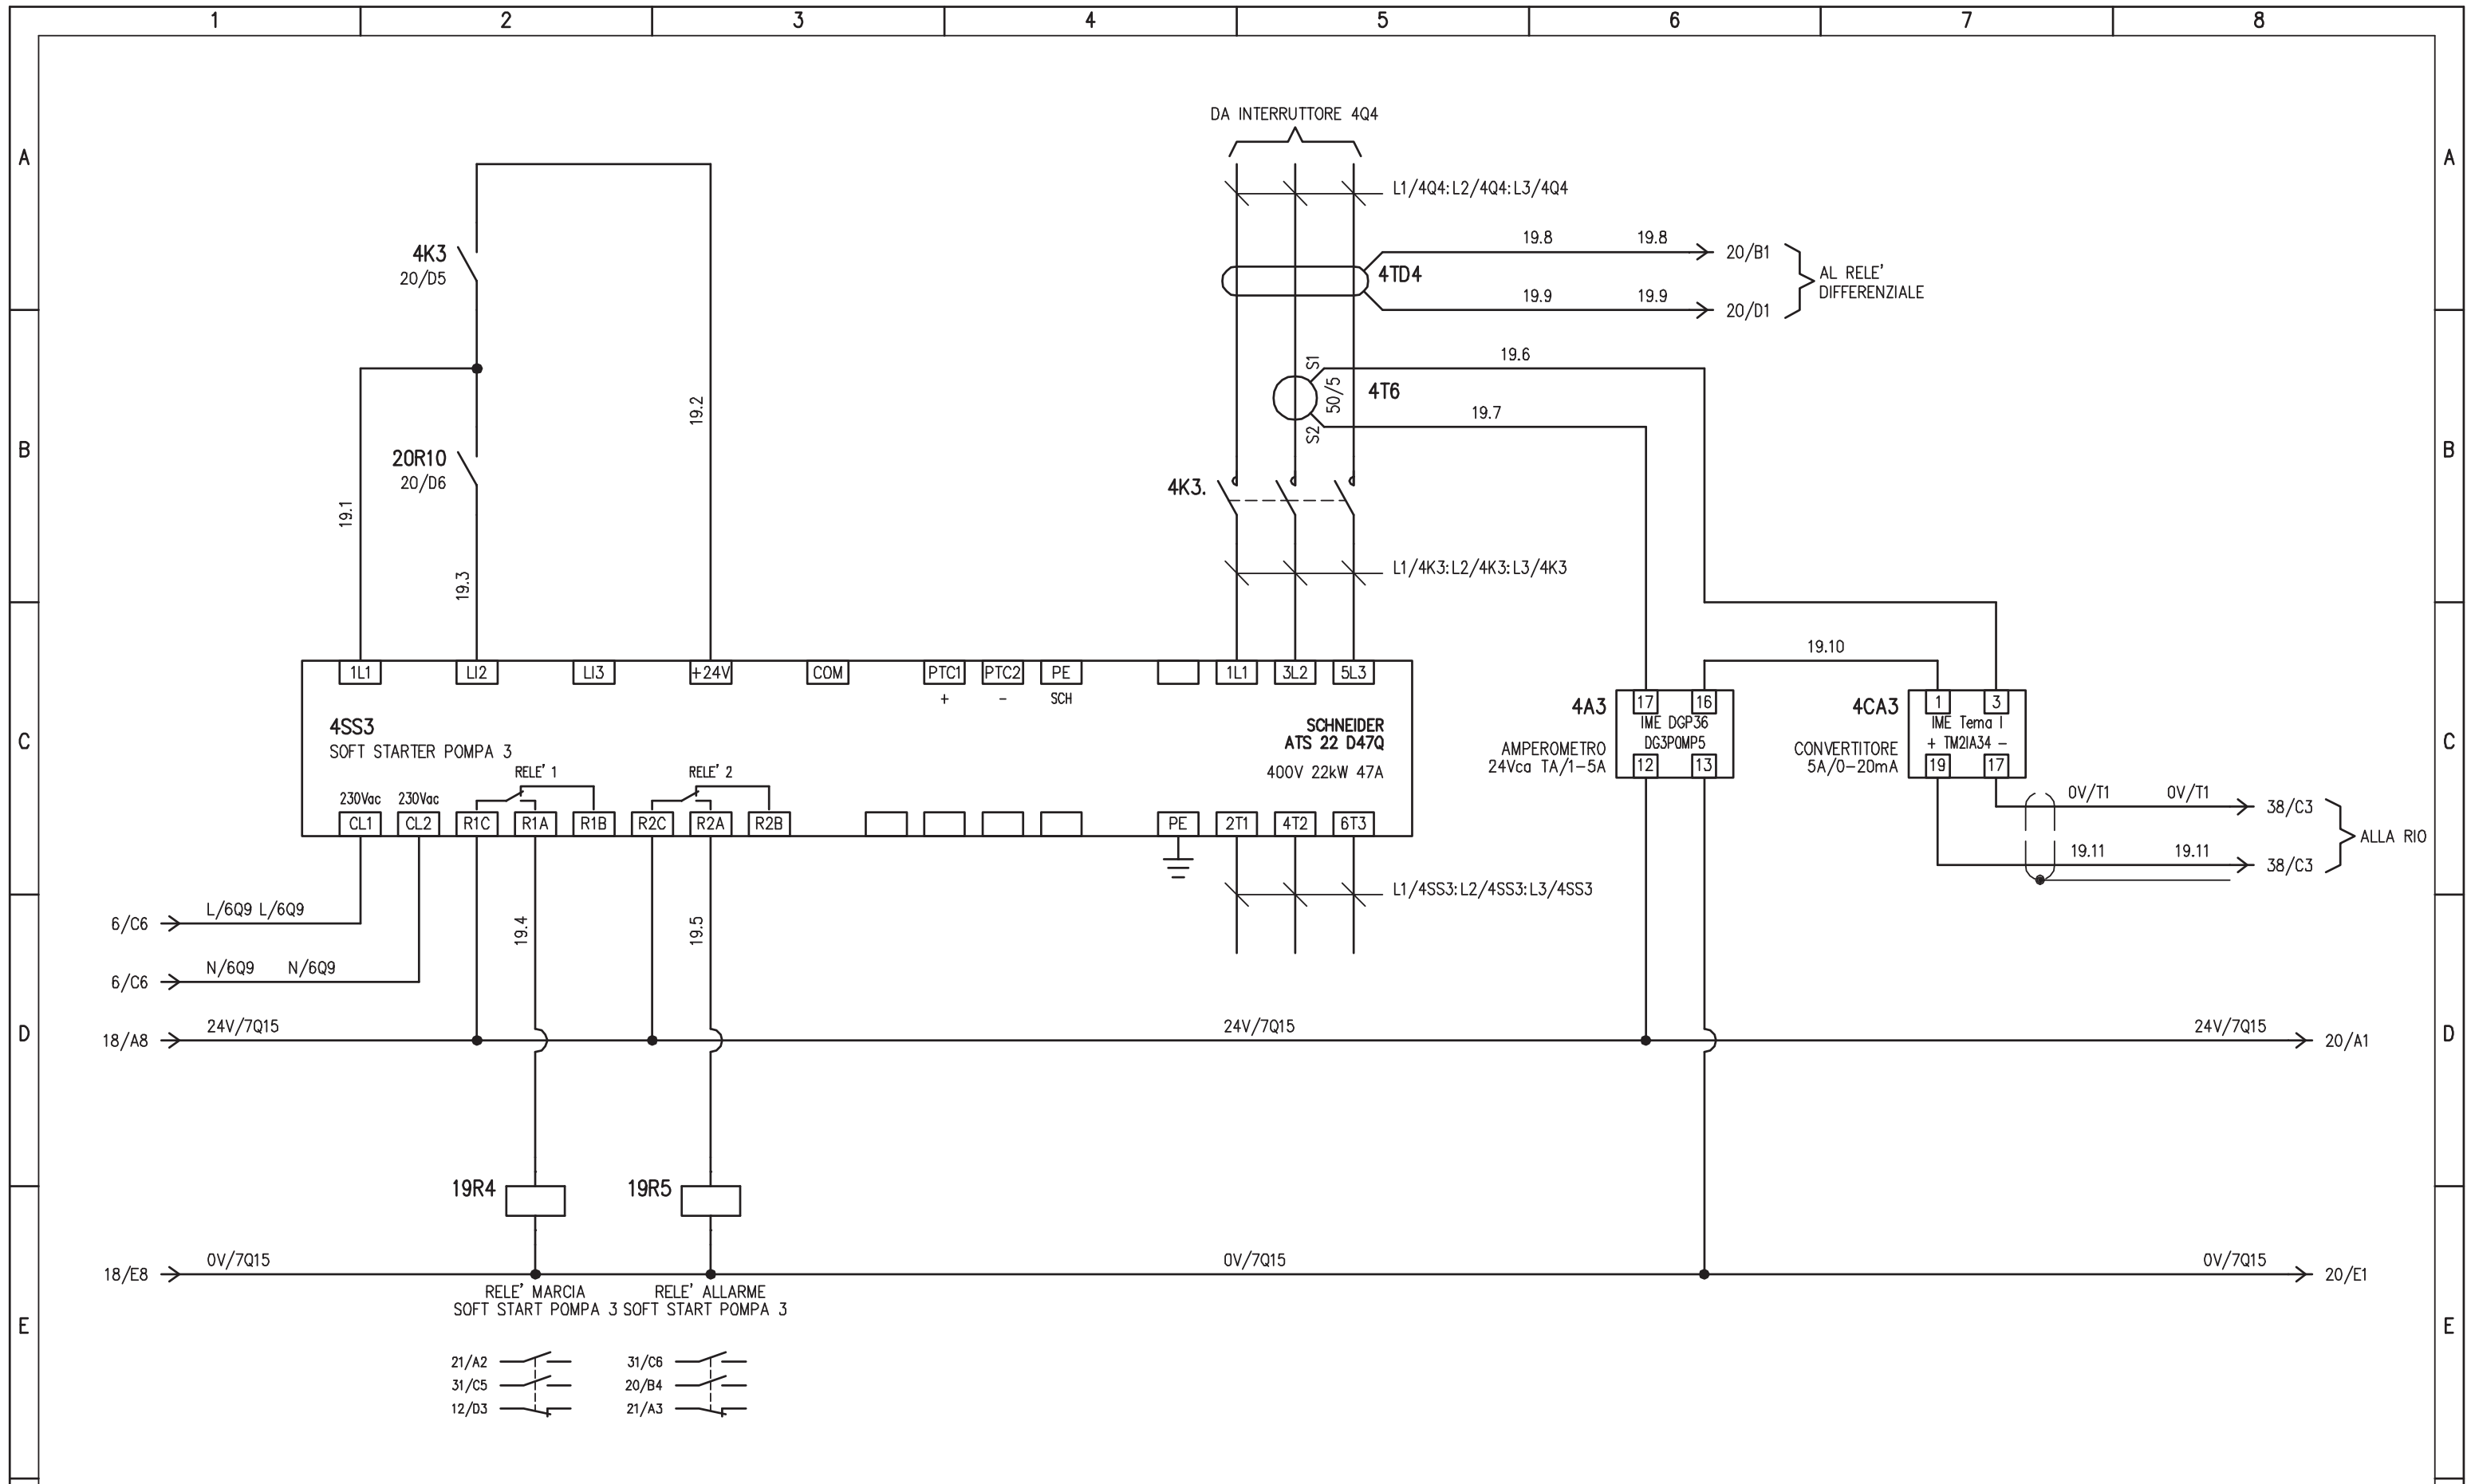 1 2 3 4 5 6 7 8
DA INTERRUTTORE 4Q4
A A
L1/4Q4:L2/4Q4:L3/4Q4
4K3
20/D5
19.8 19.8 20/B1
4TD4
AL RELE'
DIFFERENZIALE
19.9 19.9 20/D1
S1 19.6
50/5 4T6
19.2
S2 19.7
B B
20R10
20/D6
4K3.
19.1
L1/4K3:L2/4K3:L3/4K3
19.3
19.10
1L1 LI2 LI3 +24V COM PTC1 PTC2 PE 1L1 3L2 5L3
+ − SCH
4A3 17 16 4CA3 1 3
IME DGP36 IME Tema I
DG3POMP5 + TM2IA34 −
4SS3
SOFT STARTER POMPA 3
SCHNEIDER
ATS 22 D47Q
400V 22kW 47A
C C
AMPEROMETRO
24Vca TA/1-5A
12 13
CONVERTITORE
5A/0-20mA
19 17
RELE' 1 RELE' 2
230Vac 230Vac
CL1 CL2 R1C R1A R1B R2C R2A R2B PE 2T1 4T2 6T3
0V/T1 0V/T1 38/C3
ALLA RIO
19.11 19.11 38/C3
L1/4SS3:L2/4SS3:L3/4SS3
6/C6 L/6Q9 L/6Q9
19.4 19.5
6/C6 N/6Q9 N/6Q9
D D
18/A8 24V/7Q15 24V/7Q15 24V/7Q15 20/A1
19R4 19R5
18/E8 0V/7Q15 0V/7Q15 0V/7Q15 20/E1
RELE' MARCIA
SOFT START POMPA 3
RELE' ALLARME
SOFT START POMPA 3
E E
21/A2 31/C6
31/C5 20/B4
12/D3 21/A3